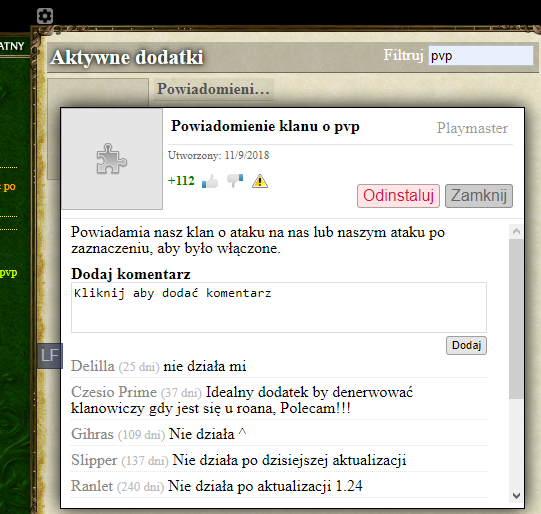 ATNY
Aktywne dodatki
Filtruj pvp
Powiadomieni...
Powiadomienie klanu o pvp
Playmaster
Utworzony: 11/9/2018
+112
Odinstaluj Zamknij
po
pvp
Powiadamia nasz klan o ataku na nas lub naszym ataku po
zaznaczeniu, aby było włączone.
Dodaj komentarz
Kliknij aby dodać komentarz
Dodaj
LF
Delilla (25 dni) nie działa mi
Czesio Prime (37 dni) Idealny dodatek by denerwować
klanowiczy gdy jest się u roana, Polecam!!!
Gihras (109 dni) Nie działa ^
Slipper (137 dni) Nie działa po dzisiejszej aktualizacji
Ranlet (240 dni) Nie działa po aktualizacji 1.24